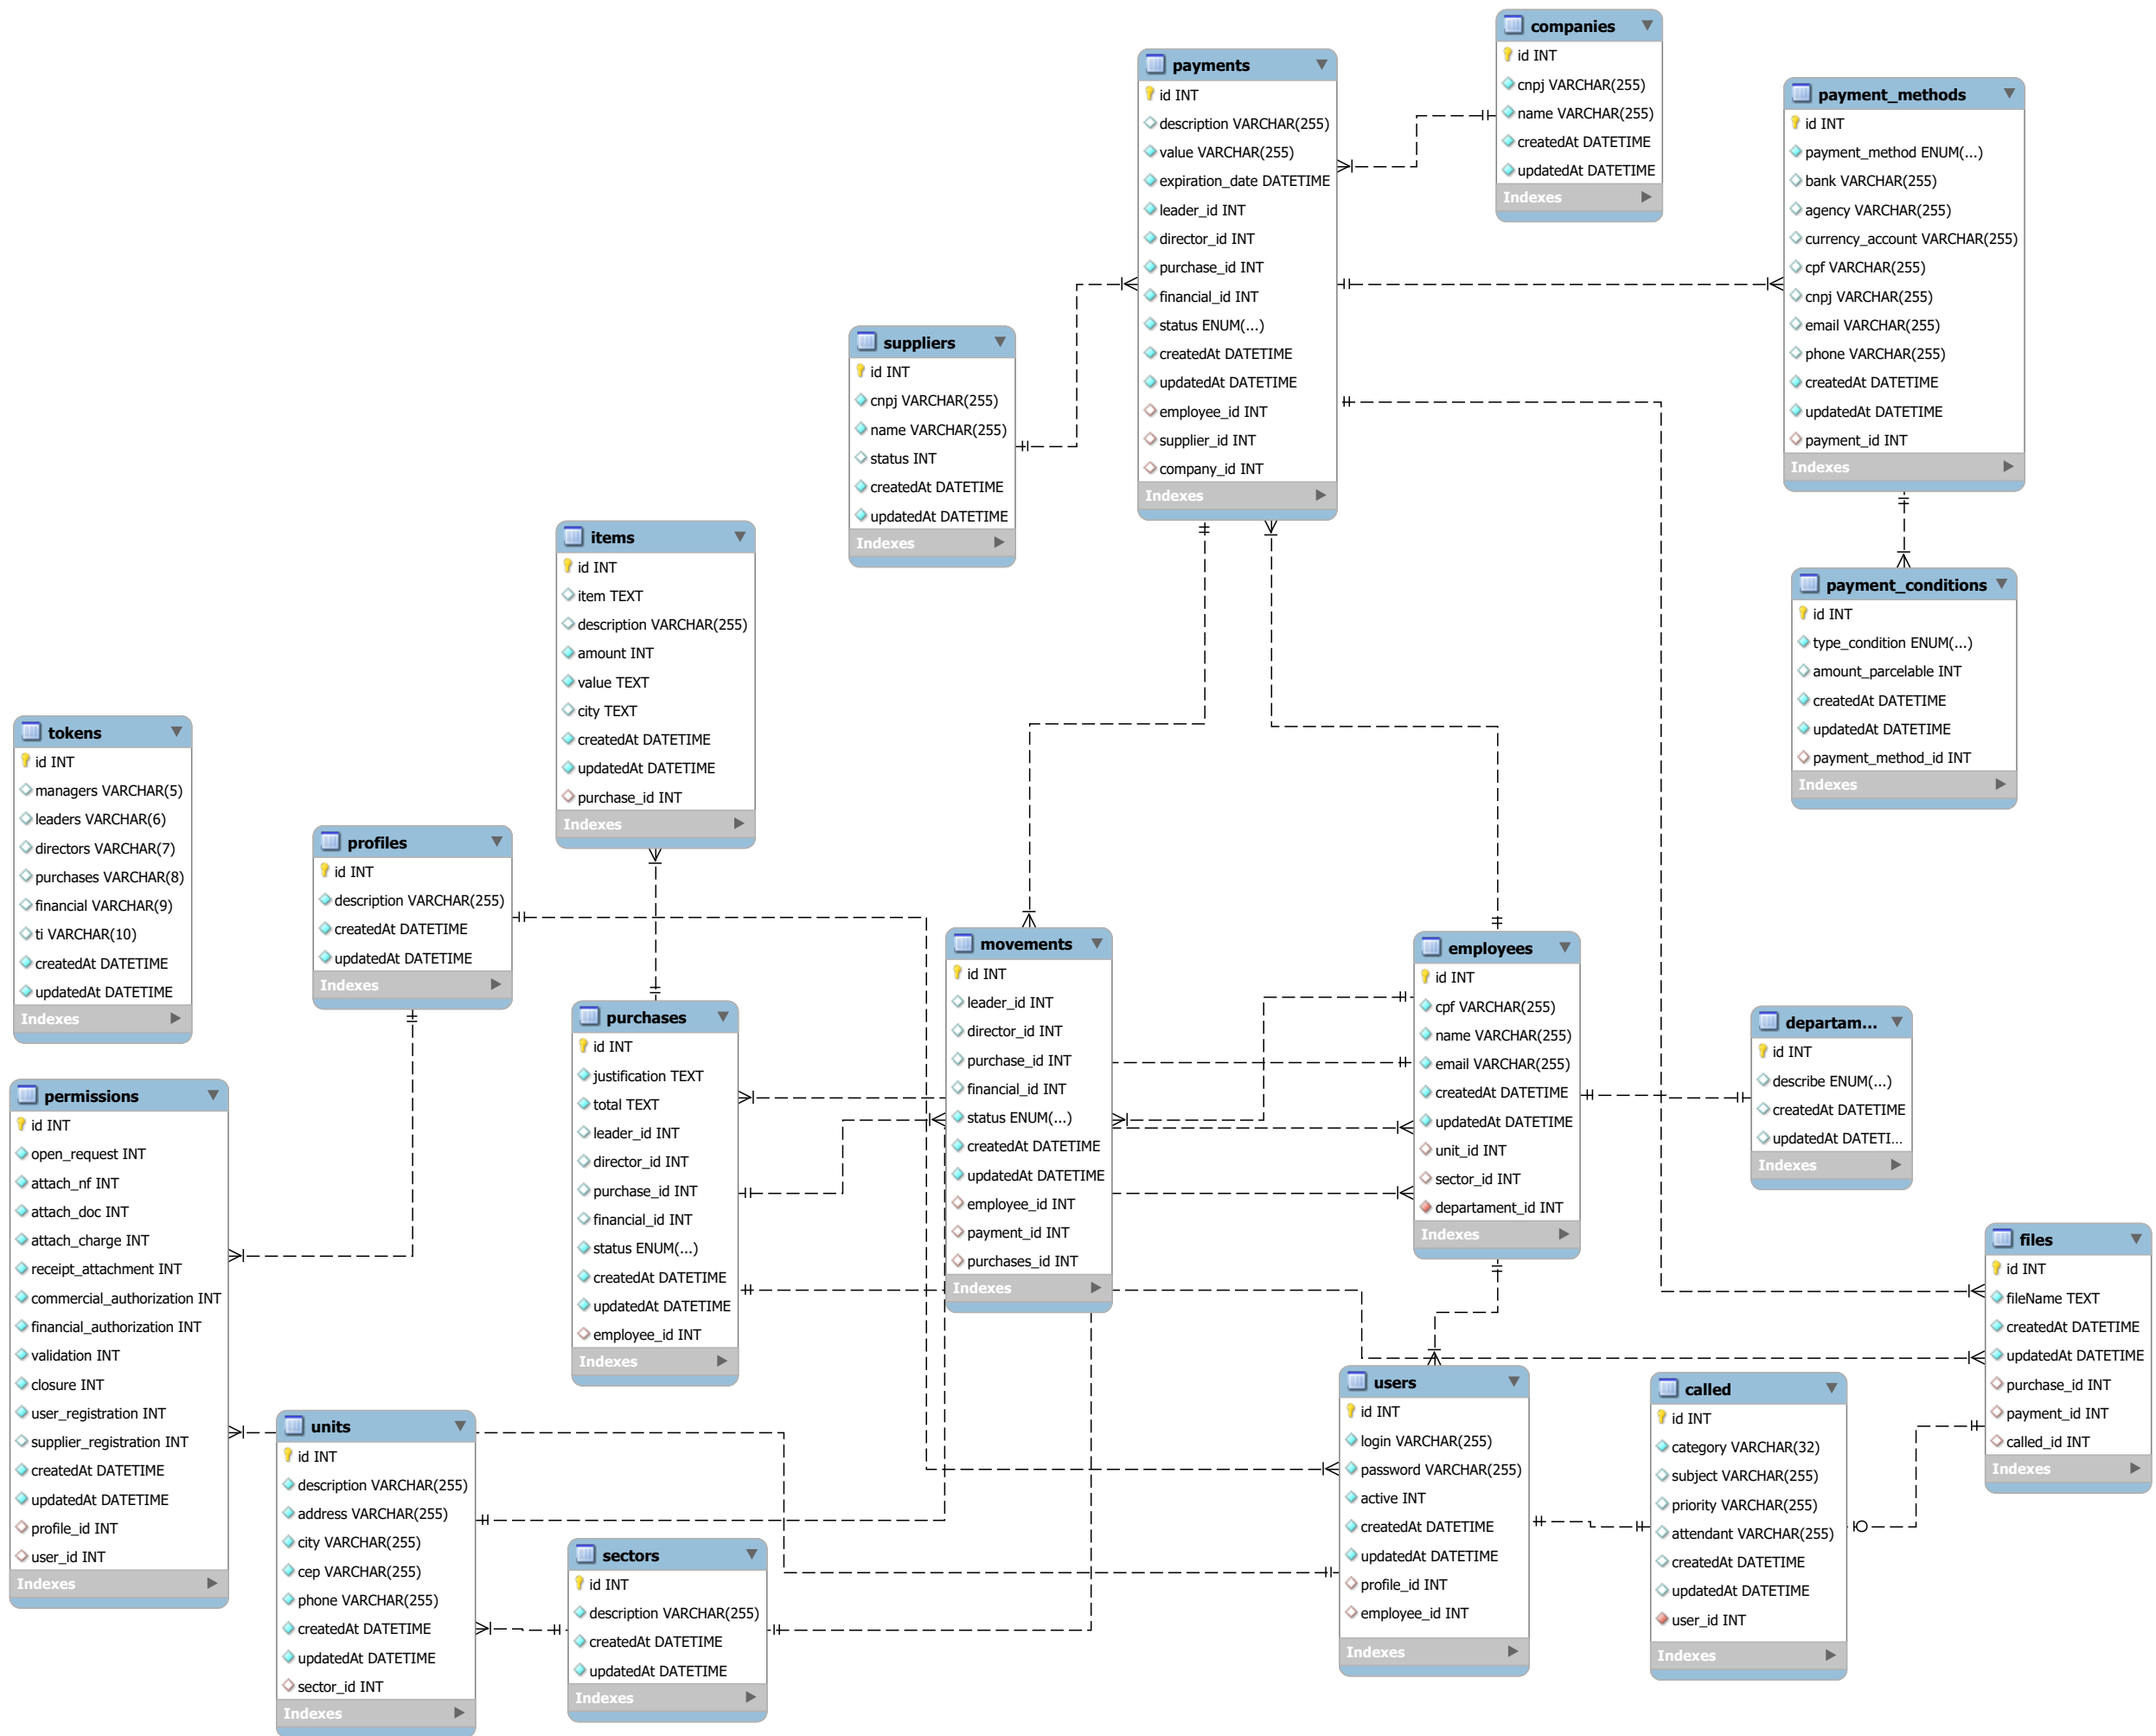 companies
id INT
cnpj VARCHAR(255)
name VARCHAR(255)
createdAt DATETIME
updatedAt DATETIME
Indexes
payments
id INT
description VARCHAR(255)
value VARCHAR(255)
expiration_date DATETIME
leader_id INT
director_id INT
purchase_id INT
financial_id INT
status ENUM(...)
createdAt DATETIME
updatedAt DATETIME
employee_id INT
supplier_id INT
company_id INT
Indexes
payment_methods
id INT
payment_method ENUM(...)
bank VARCHAR(255)
agency VARCHAR(255)
currency_account VARCHAR(255)
cpf VARCHAR(255)
cnpj VARCHAR(255)
email VARCHAR(255)
phone VARCHAR(255)
createdAt DATETIME
updatedAt DATETIME
payment_id INT
Indexes
suppliers
id INT
cnpj VARCHAR(255)
name VARCHAR(255)
status INT
createdAt DATETIME
updatedAt DATETIME
Indexes
items
id INT
item TEXT
description VARCHAR(255)
amount INT
value TEXT
city TEXT
createdAt DATETIME
updatedAt DATETIME
purchase_id INT
Indexes
payment_conditions
id INT
type_condition ENUM(...)
amount_parcelable INT
createdAt DATETIME
updatedAt DATETIME
payment_method_id INT
Indexes
tokens
id INT
managers VARCHAR(5)
leaders VARCHAR(6)
directors VARCHAR(7)
purchases VARCHAR(8)
financial VARCHAR(9)
ti VARCHAR(10)
createdAt DATETIME
updatedAt DATETIME
Indexes
profiles
id INT
description VARCHAR(255)
createdAt DATETIME
updatedAt DATETIME
Indexes
movements
id INT
leader_id INT
director_id INT
purchase_id INT
financial_id INT
status ENUM(...)
createdAt DATETIME
updatedAt DATETIME
employee_id INT
payment_id INT
purchases_id INT
Indexes
employees
id INT
cpf VARCHAR(255)
name VARCHAR(255)
email VARCHAR(255)
createdAt DATETIME
updatedAt DATETIME
unit_id INT
sector_id INT
departament_id INT
Indexes
purchases
id INT
justification TEXT
total TEXT
leader_id INT
director_id INT
purchase_id INT
financial_id INT
status ENUM(...)
createdAt DATETIME
updatedAt DATETIME
employee_id INT
Indexes
departam...
id INT
describe ENUM(...)
createdAt DATETIME
updatedAt DATETI...
Indexes
permissions
id INT
open_request INT
attach_nf INT
attach_doc INT
attach_charge INT
receipt_attachment INT
commercial_authorization INT
financial_authorization INT
validation INT
closure INT
user_registration INT
supplier_registration INT
createdAt DATETIME
updatedAt DATETIME
profile_id INT
user_id INT
Indexes
files
id INT
fileName TEXT
createdAt DATETIME
updatedAt DATETIME
purchase_id INT
payment_id INT
called_id INT
Indexes
users
id INT
login VARCHAR(255)
password VARCHAR(255)
active INT
createdAt DATETIME
updatedAt DATETIME
profile_id INT
employee_id INT
Indexes
called
id INT
category VARCHAR(32)
subject VARCHAR(255)
priority VARCHAR(255)
attendant VARCHAR(255)
createdAt DATETIME
updatedAt DATETIME
user_id INT
Indexes
units
id INT
description VARCHAR(255)
address VARCHAR(255)
city VARCHAR(255)
cep VARCHAR(255)
phone VARCHAR(255)
createdAt DATETIME
updatedAt DATETIME
sector_id INT
Indexes
sectors
id INT
description VARCHAR(255)
createdAt DATETIME
updatedAt DATETIME
Indexes